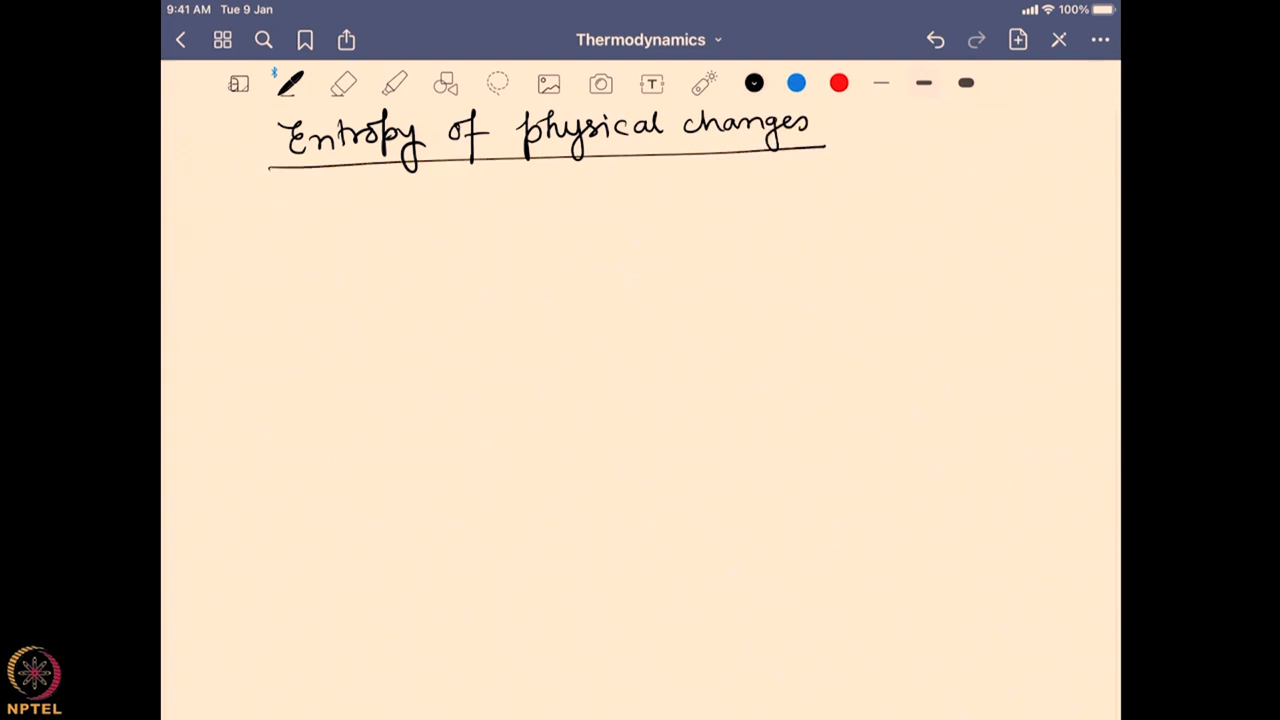 9:41 AM Tue 9 Jan 100%
Thermodynamics
T
Entropy of physical changes
NPTEL